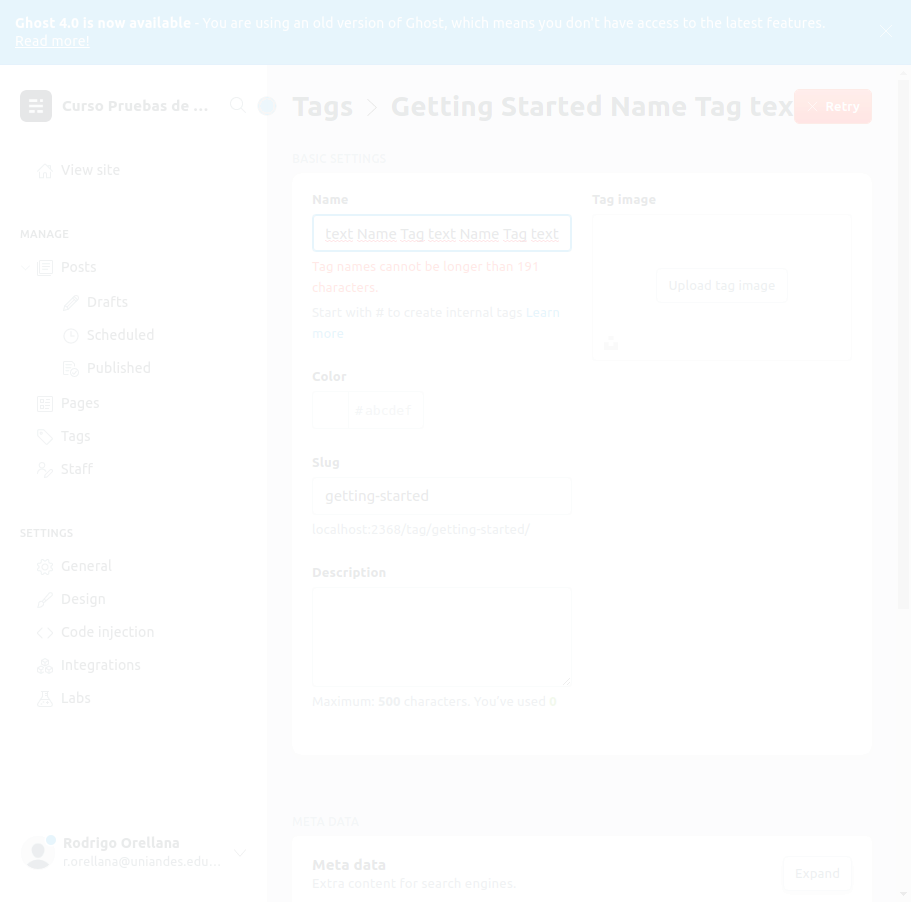 Ghost 4.0 is now available - You are using an old version of Ghost, which means you don't have access to the latest features.
Read more!
Curso Pruebas de ...
Tags > Getting Started Name Tag tex
Retry
View site
MANAGE
Posts
Drafts
Scheduled
Published
Pages
Tags
Staff
SETTINGS
General
Design
Code injection
Integrations
Labs
Rodrigo Orellana
r.orellana@uniandes.edu...
BASIC SETTINGS
Name
text Name Tag text Name Tag text
Tag names cannot be longer than 191
characters.
Start with # to create internal tags Learn
more
Color
# abcdef
Slug
getting-started
localhost:2368/tag/getting-started/
Description
Maximum: 500 characters. You've used 0
Tag image
Upload tag image
META DATA
Meta data
Extra content for search engines.
Expand